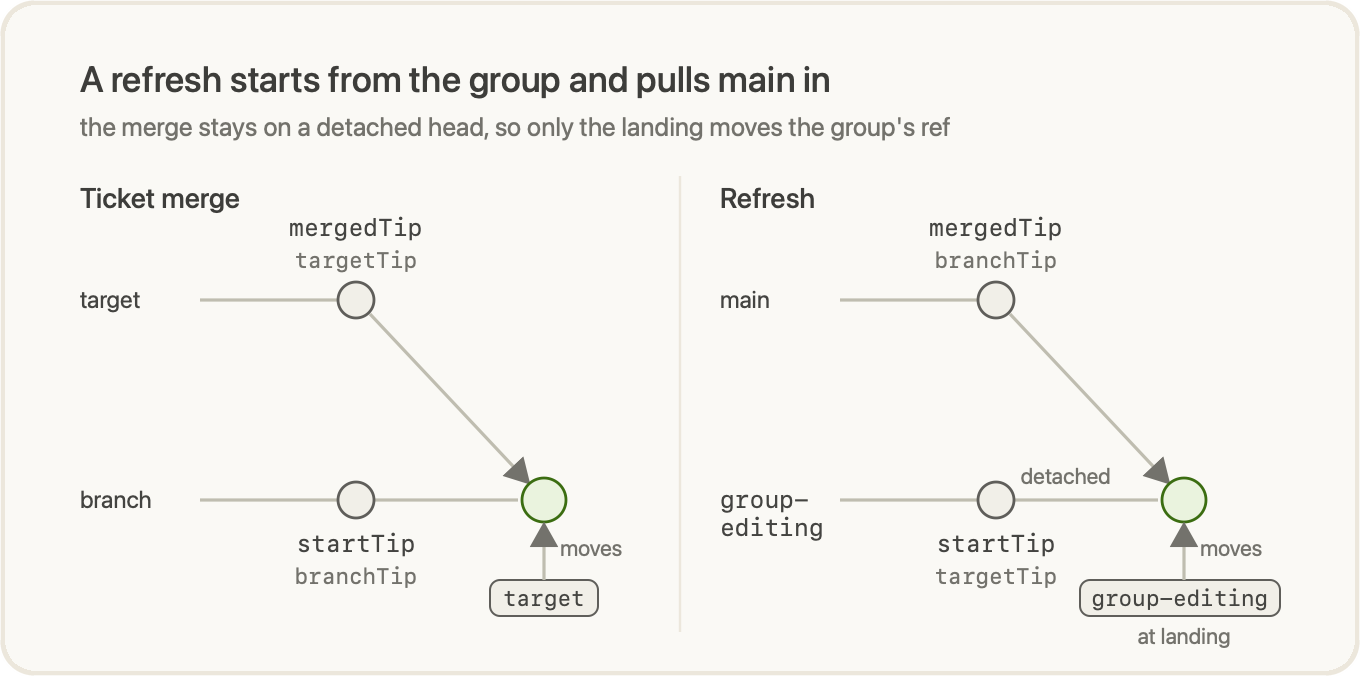 A refresh starts from the group and pulls main in
the merge stays on a detached head, so only the landing moves the group's ref
Ticket merge
mergedTip
targetTip
target
branch
startTip
branchTip
moves
target
Refresh
mergedTip
branchTip
main
detached
group-
editing
startTip
targetTip
moves
group-editing
at landing